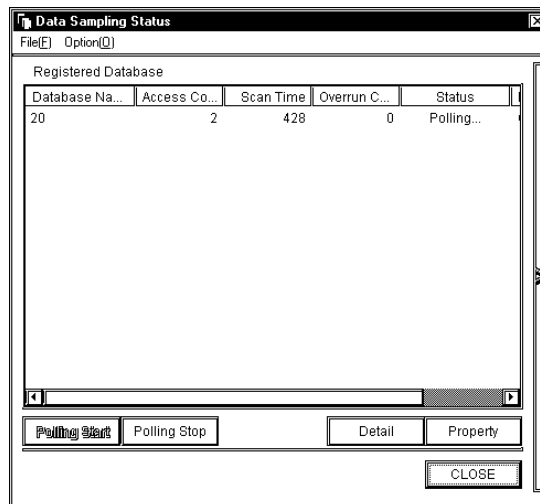 Data Sampling Status
File(F) Option(O)
Registered Database
Database Na... Access Co... Scan Time Overrun C... Status
20 2 428 0 Polling...
Polling Start Polling Stop Detail Property
CLOSE